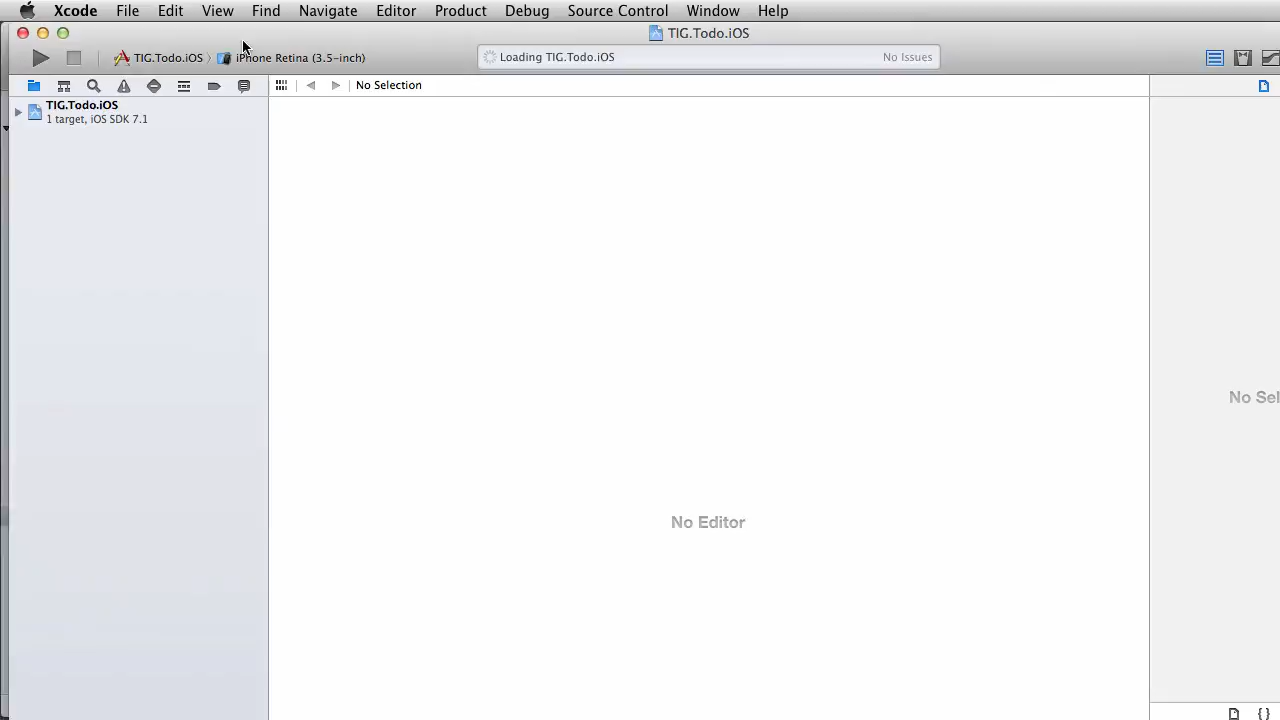 Xcode File Edit View Find Navigate Editor Product Debug Source Control Window Help
TIG.Todo.iOS
TIG.Todo.iOS iPhone Retina (3.5-inch) Loading TIG.Todo.iOS No Issues
No Selection
TIG.Todo.iOS
1 target, iOS SDK 7.1
No Sel
No Editor